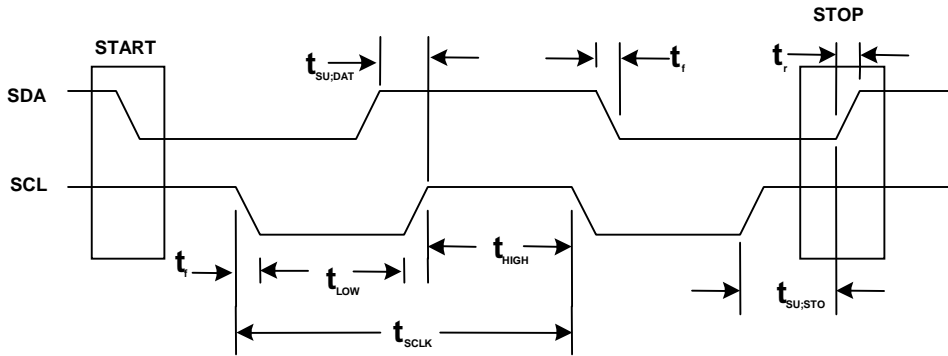 STOP
START
tSU;DAT
tf
tr
SDA
SCL
tf
tLOW
tHIGH
tSU;STO
tSCLK